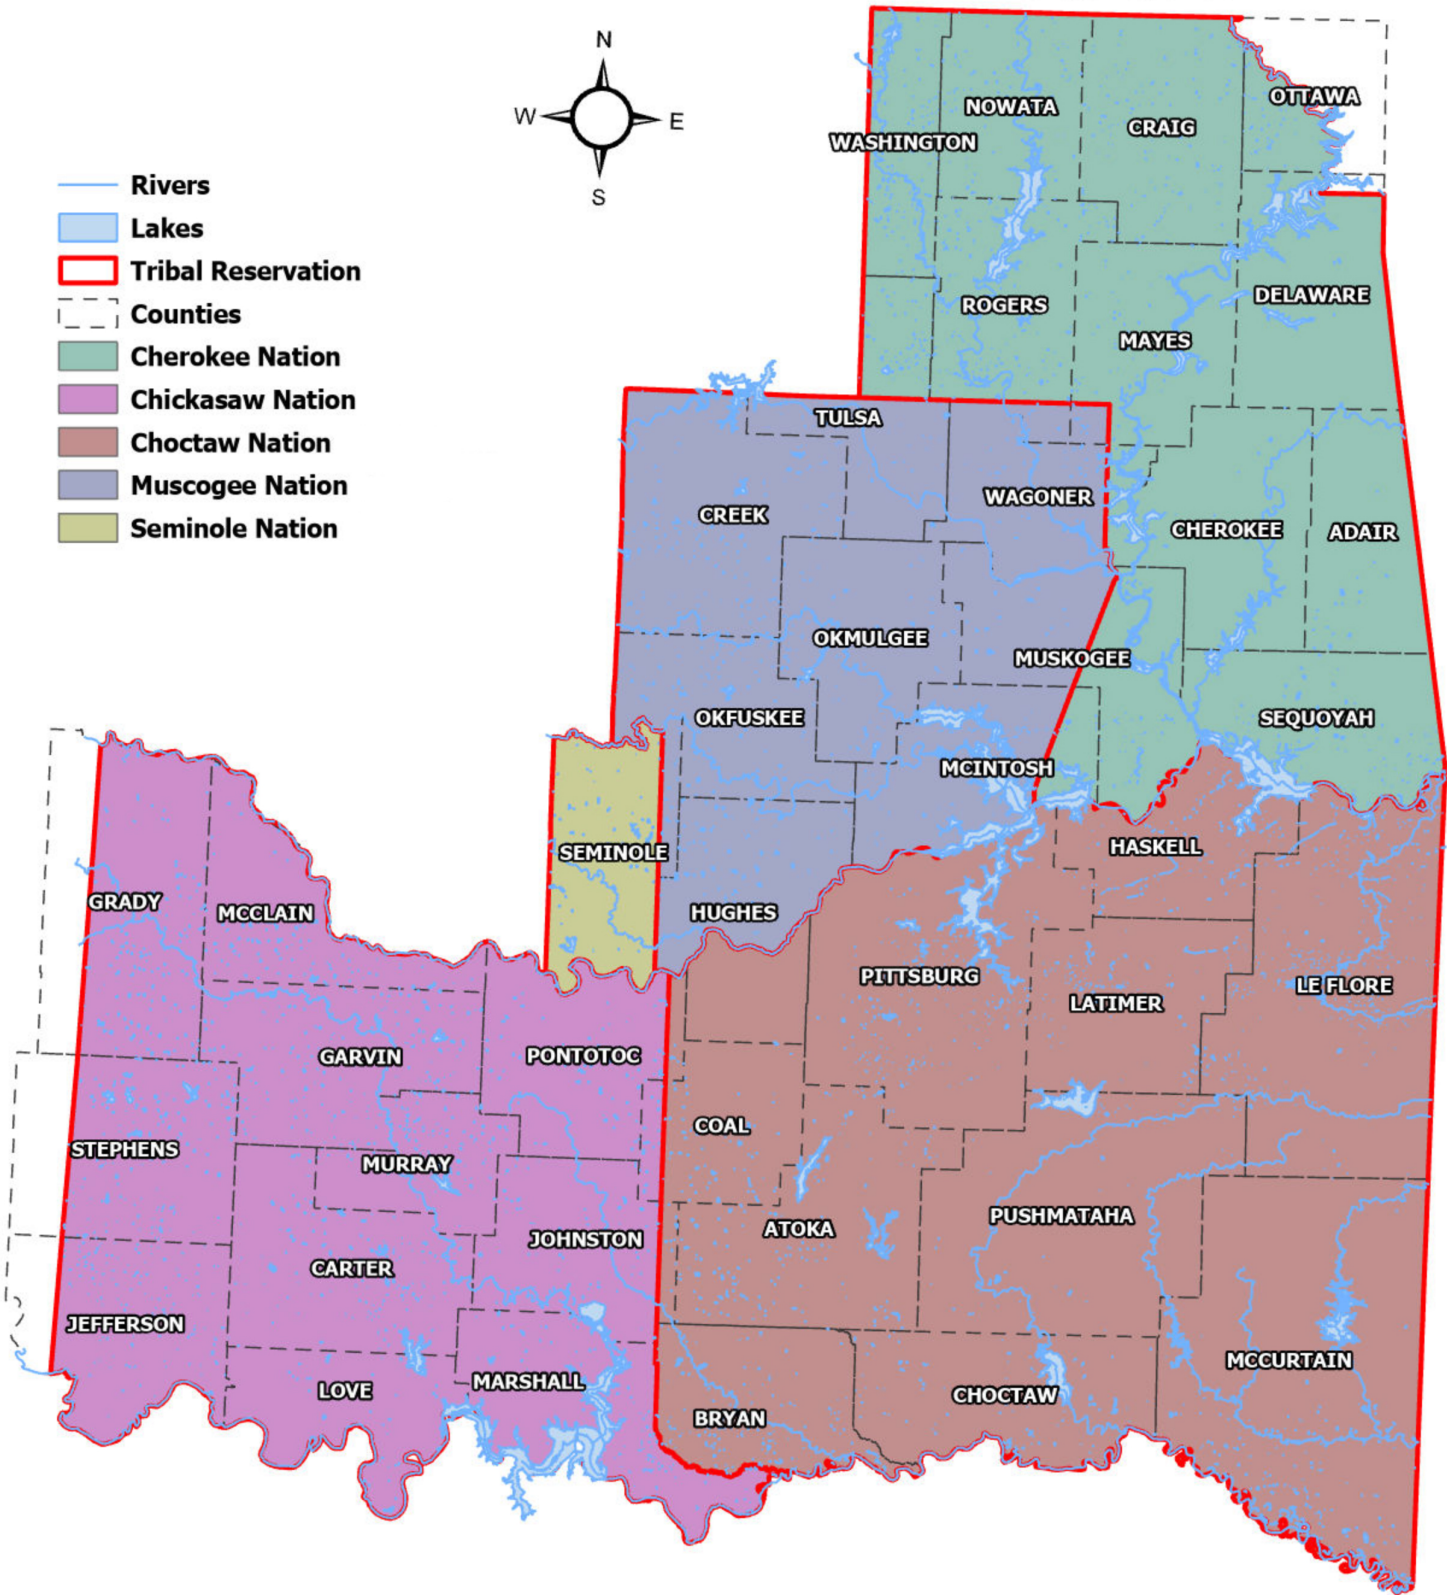 N
W
E
S
Rivers
Lakes
Tribal Reservation
Counties
Cherokee Nation
Chickasaw Nation
Choctaw Nation
Muscogee Nation
Seminole Nation
OTTAWA
NOWATA
CRAIG
WASHINGTON
DELAWARE
ROGERS
MAYES
TULSA
WAGONER
CREEK
CHEROKEE
ADAIR
OKMULGEE
MUSKOGEE
OKFUSKEE
SEQUOYAH
MCINTOSH
HASKELL
SEMINOLE
GRADY
MCCLAIN
HUGHES
PITTSBURG
LE FLORE
LATIMER
GARVIN
PONTOTOC
COAL
STEPHENS
MURRAY
PUSHMATAHA
ATOKA
JOHNSTON
CARTER
JEFFERSON
MCCURTAIN
MARSHALL
LOVE
CHOCTAW
BRYAN